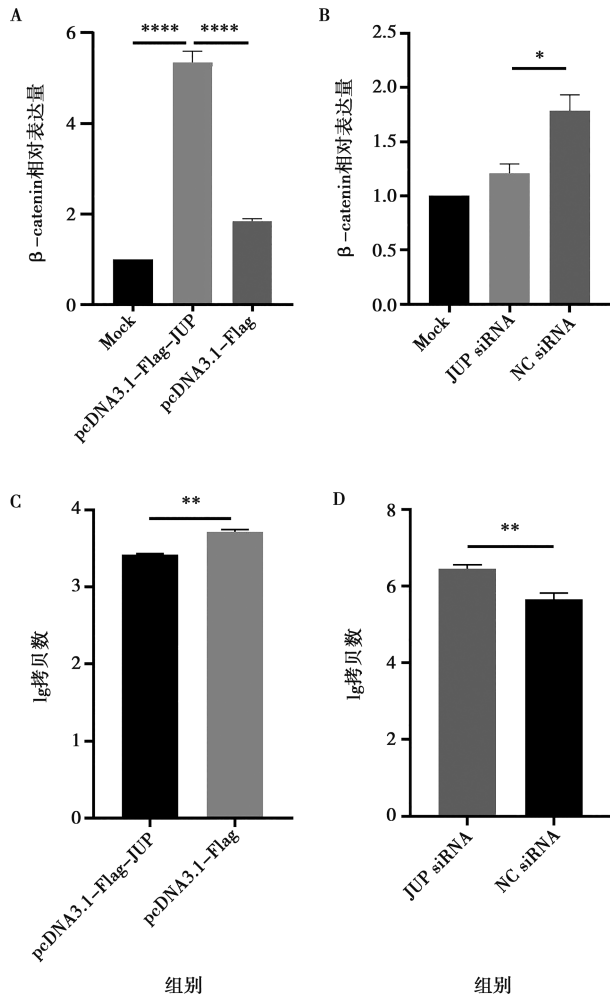 A
β-catenin相对表达量
6
4
2
0
****
****
Mock
pcDNA3.1-Flag-JUP
pcDNA3.1-Flag
B
β-catenin相对表达量
2.5
2.0
1.5
1.0
0.5
0.0
*
Mock
JUP siRNA
NC siRNA
C
lg拷贝数
4
3
2
1
0
**
pcDNA3.1-Flag-JUP
pcDNA3.1-Flag
组别
D
lg拷贝数
8
6
4
2
0
**
JUP siRNA
NC siRNA
组别